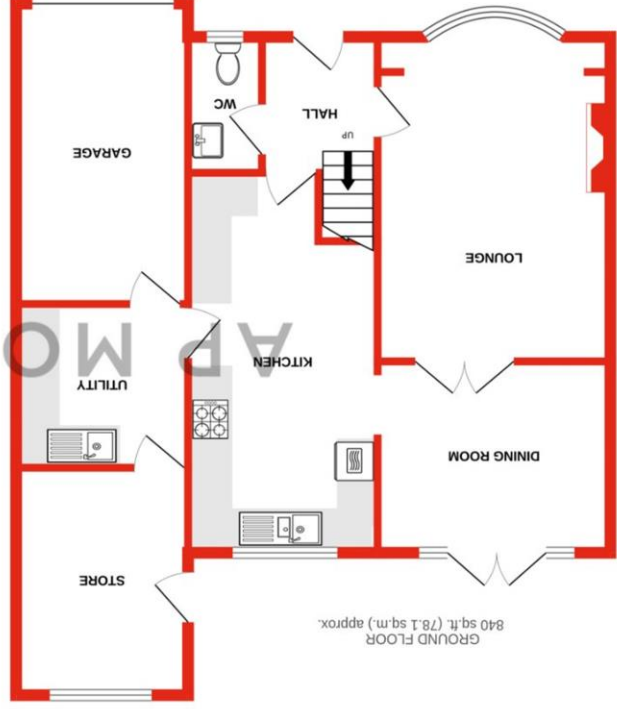 GROUND FLOOR
840 sq.ft. (78.1 sq.m.) approx.
STORE
DINING ROOM
UTILITY
KITCHEN
AP MO
LOUNGE
GARAGE
UP
HALL
WC